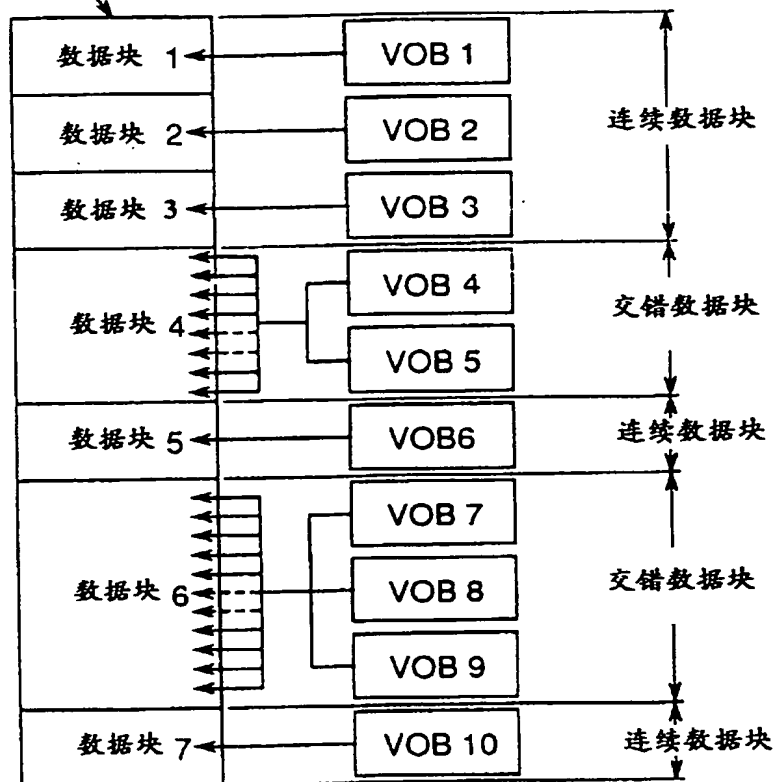 数据块 1
VOB 1
数据块 2
VOB 2
连续数据块
数据块 3
VOB 3
VOB 4
数据块 4
交错数据块
VOB 5
数据块 5
VOB6
连续数据块
VOB 7
数据块 6
VOB 8
交错数据块
VOB 9
数据块 7
VOB 10
连续数据块